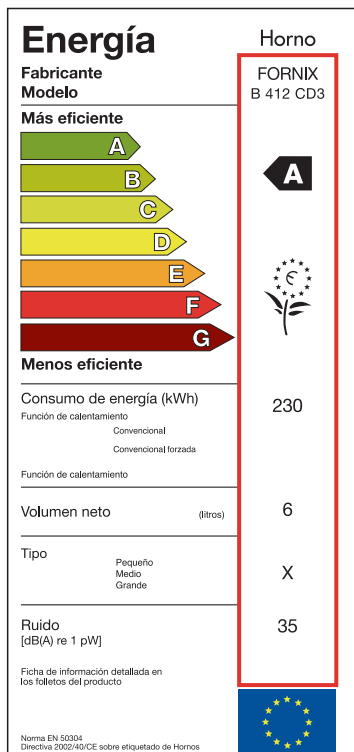 Energía
Horno
Fabricante
FORNIX
Modelo
B 412 CD3
Más eficiente
A
A
B
C
D
E
F
G
Menos eficiente
Consumo de energía (kWh)
230
Función de calentamiento
Convencional
Convencional forzada
Función de calentamiento
Volumen neto (litros)
6
Tipo
Pequeño
Medio
X
Grande
Ruido
35
[dB(A) re 1 pW]
Ficha de información detallada en
los folletos del producto
Norma EN 50304
Directiva 2002/40/CE sobre etiquetado de Hornos